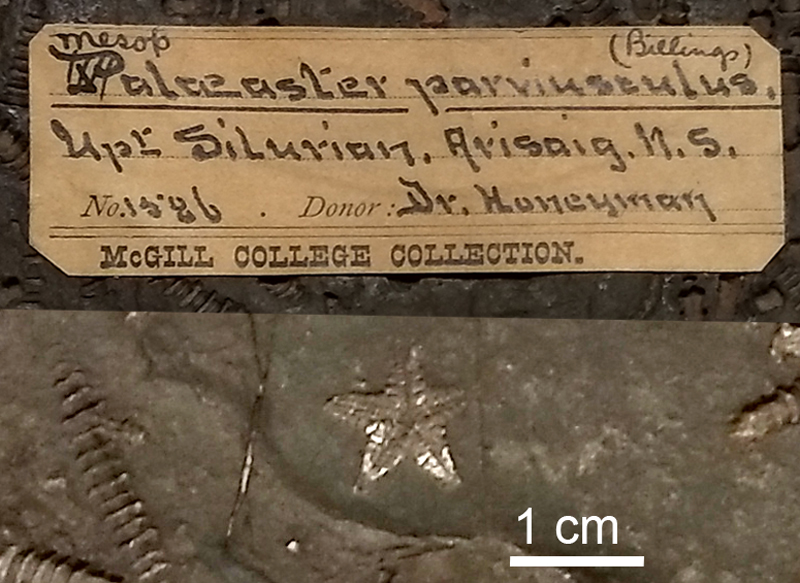 mesop (Billings)
Palaeaster parviusculus.
Upr Silurian, Arisaig. N. S.
No. 1586 . Donor: Dr. Honeyman
McGILL COLLEGE COLLECTION.
1 cm